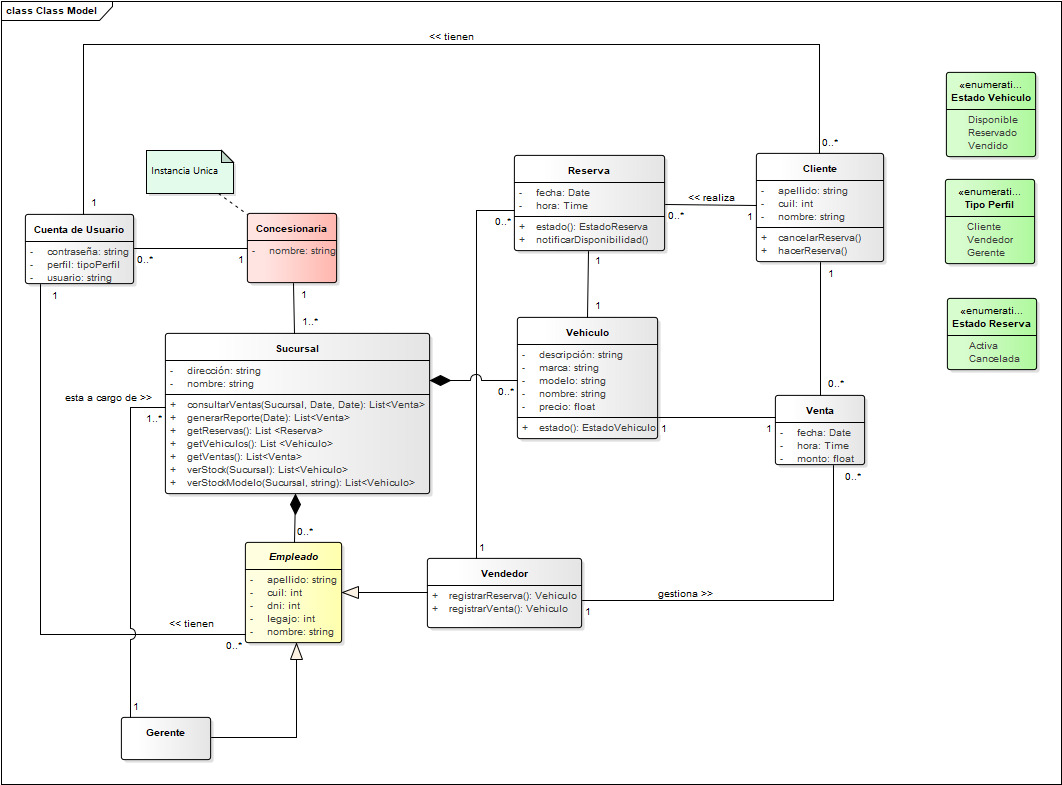 class Class Model
<< tienen
0..*
1
Instancia Unica
Cuenta de Usuario
- contraseña: string
- perfil: tipoPerfil
- usuario: string
0..*
1
1
Concesionaria
- nombre: string
1
1..*
Reserva
- fecha: Date
- hora: Time
+ estado(): EstadoReserva
+ notificarDisponibilidad()
0..*
0..*
<< realiza
1
1
1
Cliente
- apellido: string
- cuil: int
- nombre: string
+ cancelarReserva()
+ hacerReserva()
1
0..*
«enumerati...
Estado Vehiculo
Disponible
Reservado
Vendido
«enumerati...
Tipo Perfil
Cliente
Vendedor
Gerente
«enumerati...
Estado Reserva
Activa
Cancelada
Sucursal
- dirección: string
- nombre: string
+ consultarVentas(Sucursal, Date, Date): List<Venta>
+ generarReporte(Date): List<Venta>
+ getReservas(): List <Reserva>
+ getVehiculos(): List <Vehiculo>
+ getVentas(): List<Venta>
+ verStock(Sucursal): List<Vehiculo>
+ verStockModelo(Sucursal, string): List<Vehiculo>
esta a cargo de >>
1..*
0..*
Vehiculo
- descripción: string
- marca: string
- modelo: string
- nombre: string
- precio: float
+ estado(): EstadoVehiculo
0..*
1
1
Venta
- fecha: Date
- hora: Time
- monto: float
0..*
Empleado
- apellido: string
- cuil: int
- dni: int
- legajo: int
- nombre: string
<< tienen
0..*
1
Vendedor
+ registrarReserva(): Vehiculo
+ registrarVenta(): Vehiculo
gestiona >>
1
1
Gerente